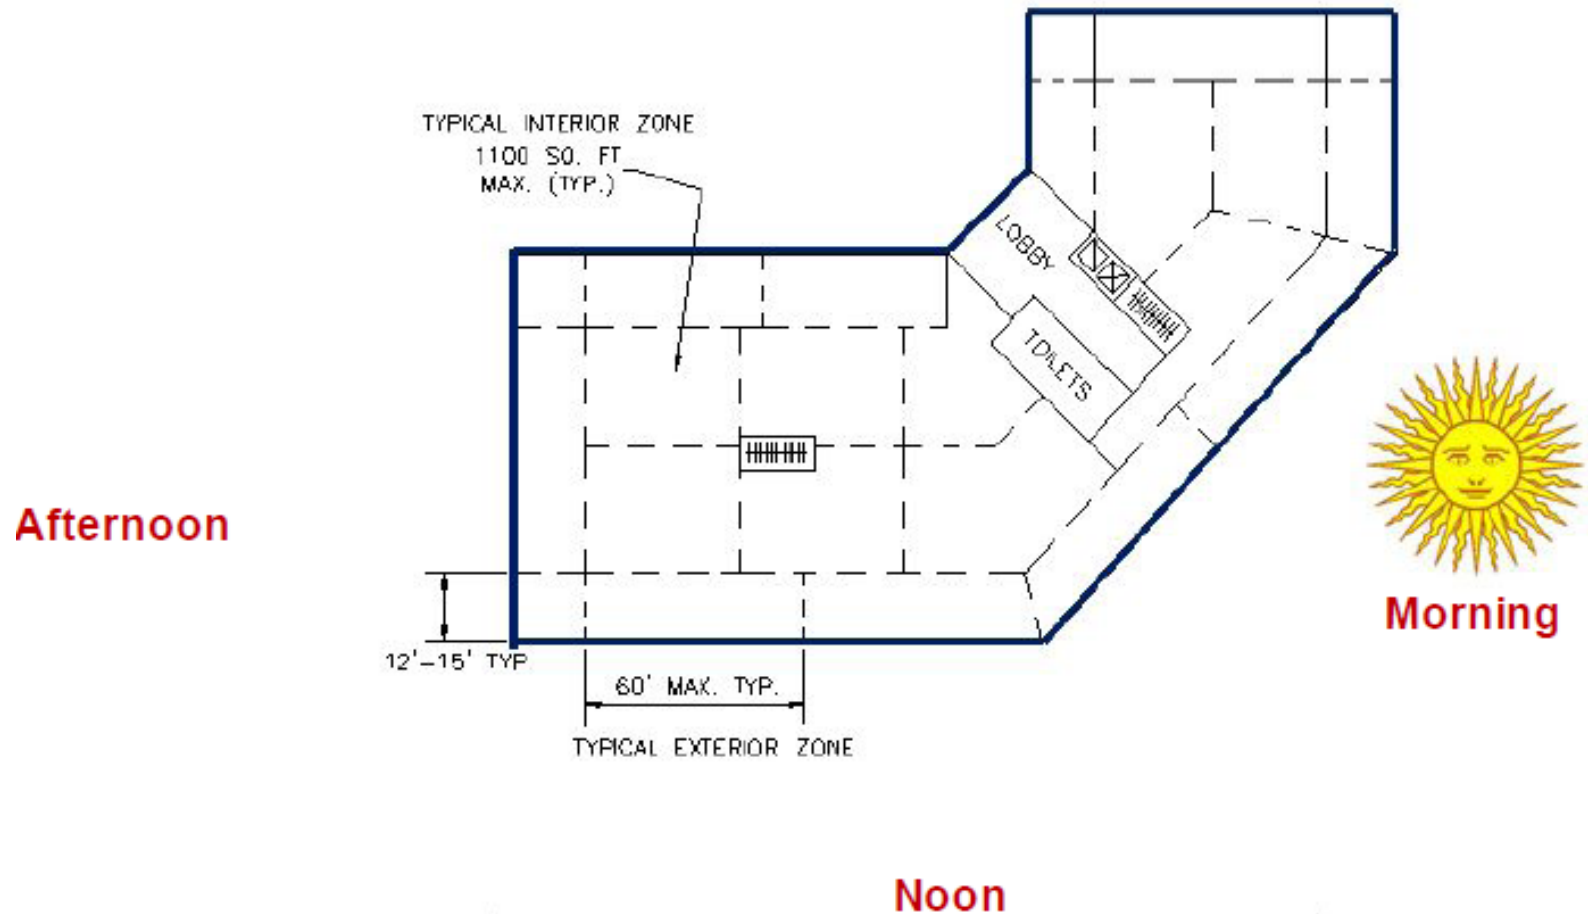 TYPICAL INTERIOR ZONE
1100 SQ. FT
MAX. (TYP.)
LOBBY
TOILETS
Afternoon
Morning
12'-15' TYP
60' MAX. TYP.
TYPICAL EXTERIOR ZONE
Noon